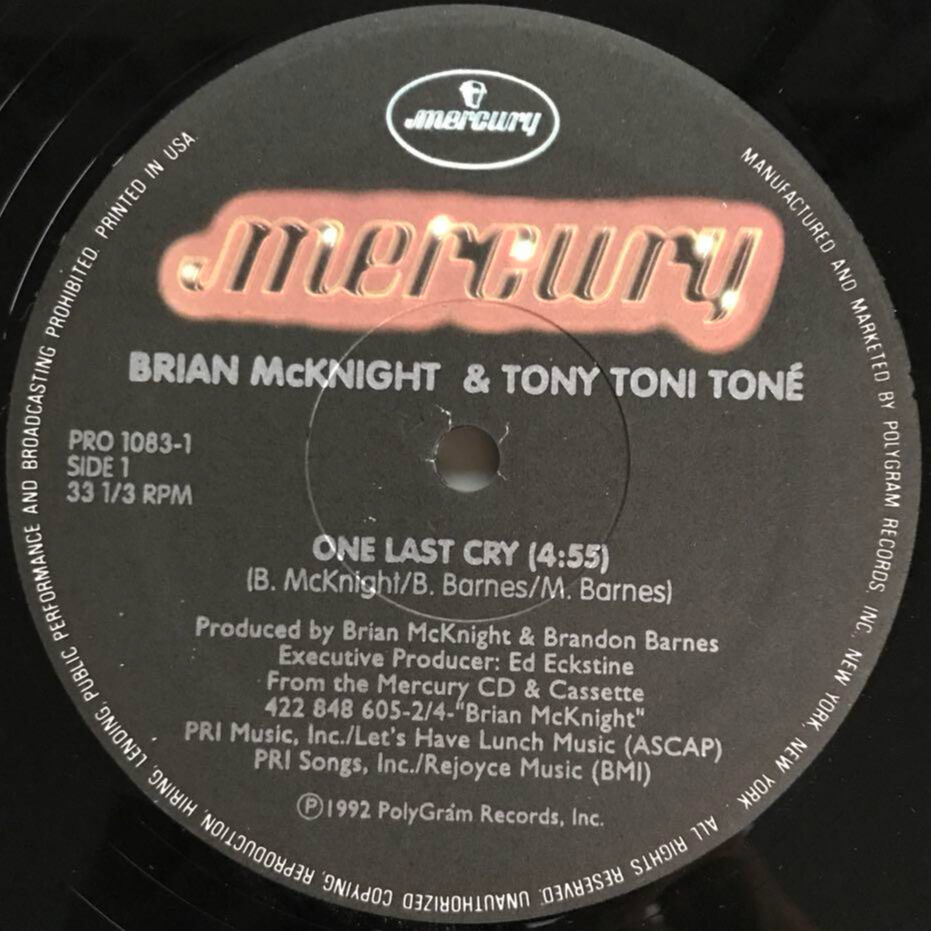 mercury
mercury
BRIAN McKNIGHT & TONY TONI TONÉ
PRO 1083-1
SIDE 1
33 1/3 RPM
ONE LAST CRY (4:55)
(B. McKnight/B. Barnes/M. Barnes)
Produced by Brian McKnight & Brandon Barnes
Executive Producer: Ed Eckstine
From the Mercury CD & Cassette
422 848 605-2/4-"Brian McKnight"
PRI Music, Inc./Let's Have Lunch Music (ASCAP)
PRI Songs, Inc./Rejoyce Music (BMI)
Ⓟ1992 PolyGram Records, Inc.
MANUFACTURED AND MARKETED BY POLYGRAM RECORDS, INC. NEW YORK, NEW YORK. ALL RIGHTS RESERVED. UNAUTHORIZED COPYING, REPRODUCTION, HIRING, LENDING, PUBLIC PERFORMANCE AND BROADCASTING PROHIBITED. PRINTED IN USA.